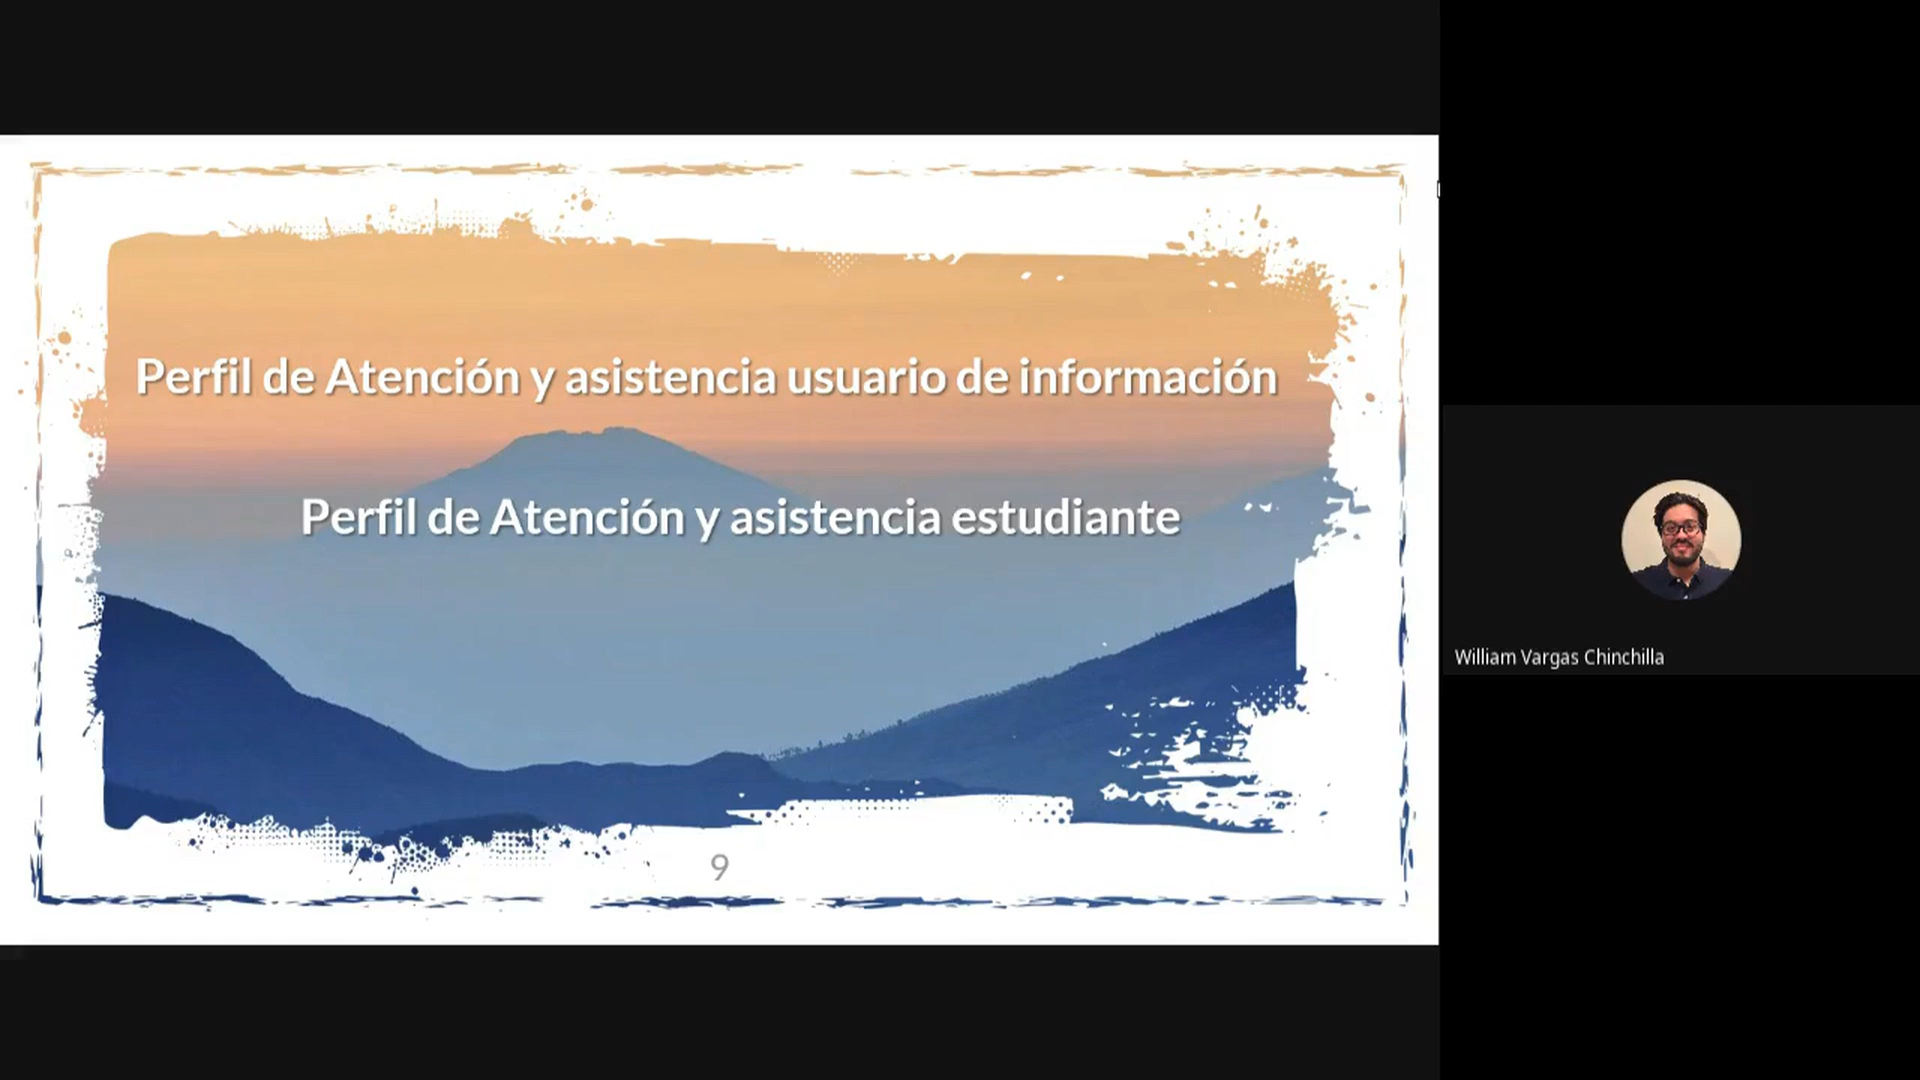 Perfil de Atención y asistencia usuario de información
Perfil de Atención y asistencia estudiante
9
William Vargas Chinchilla